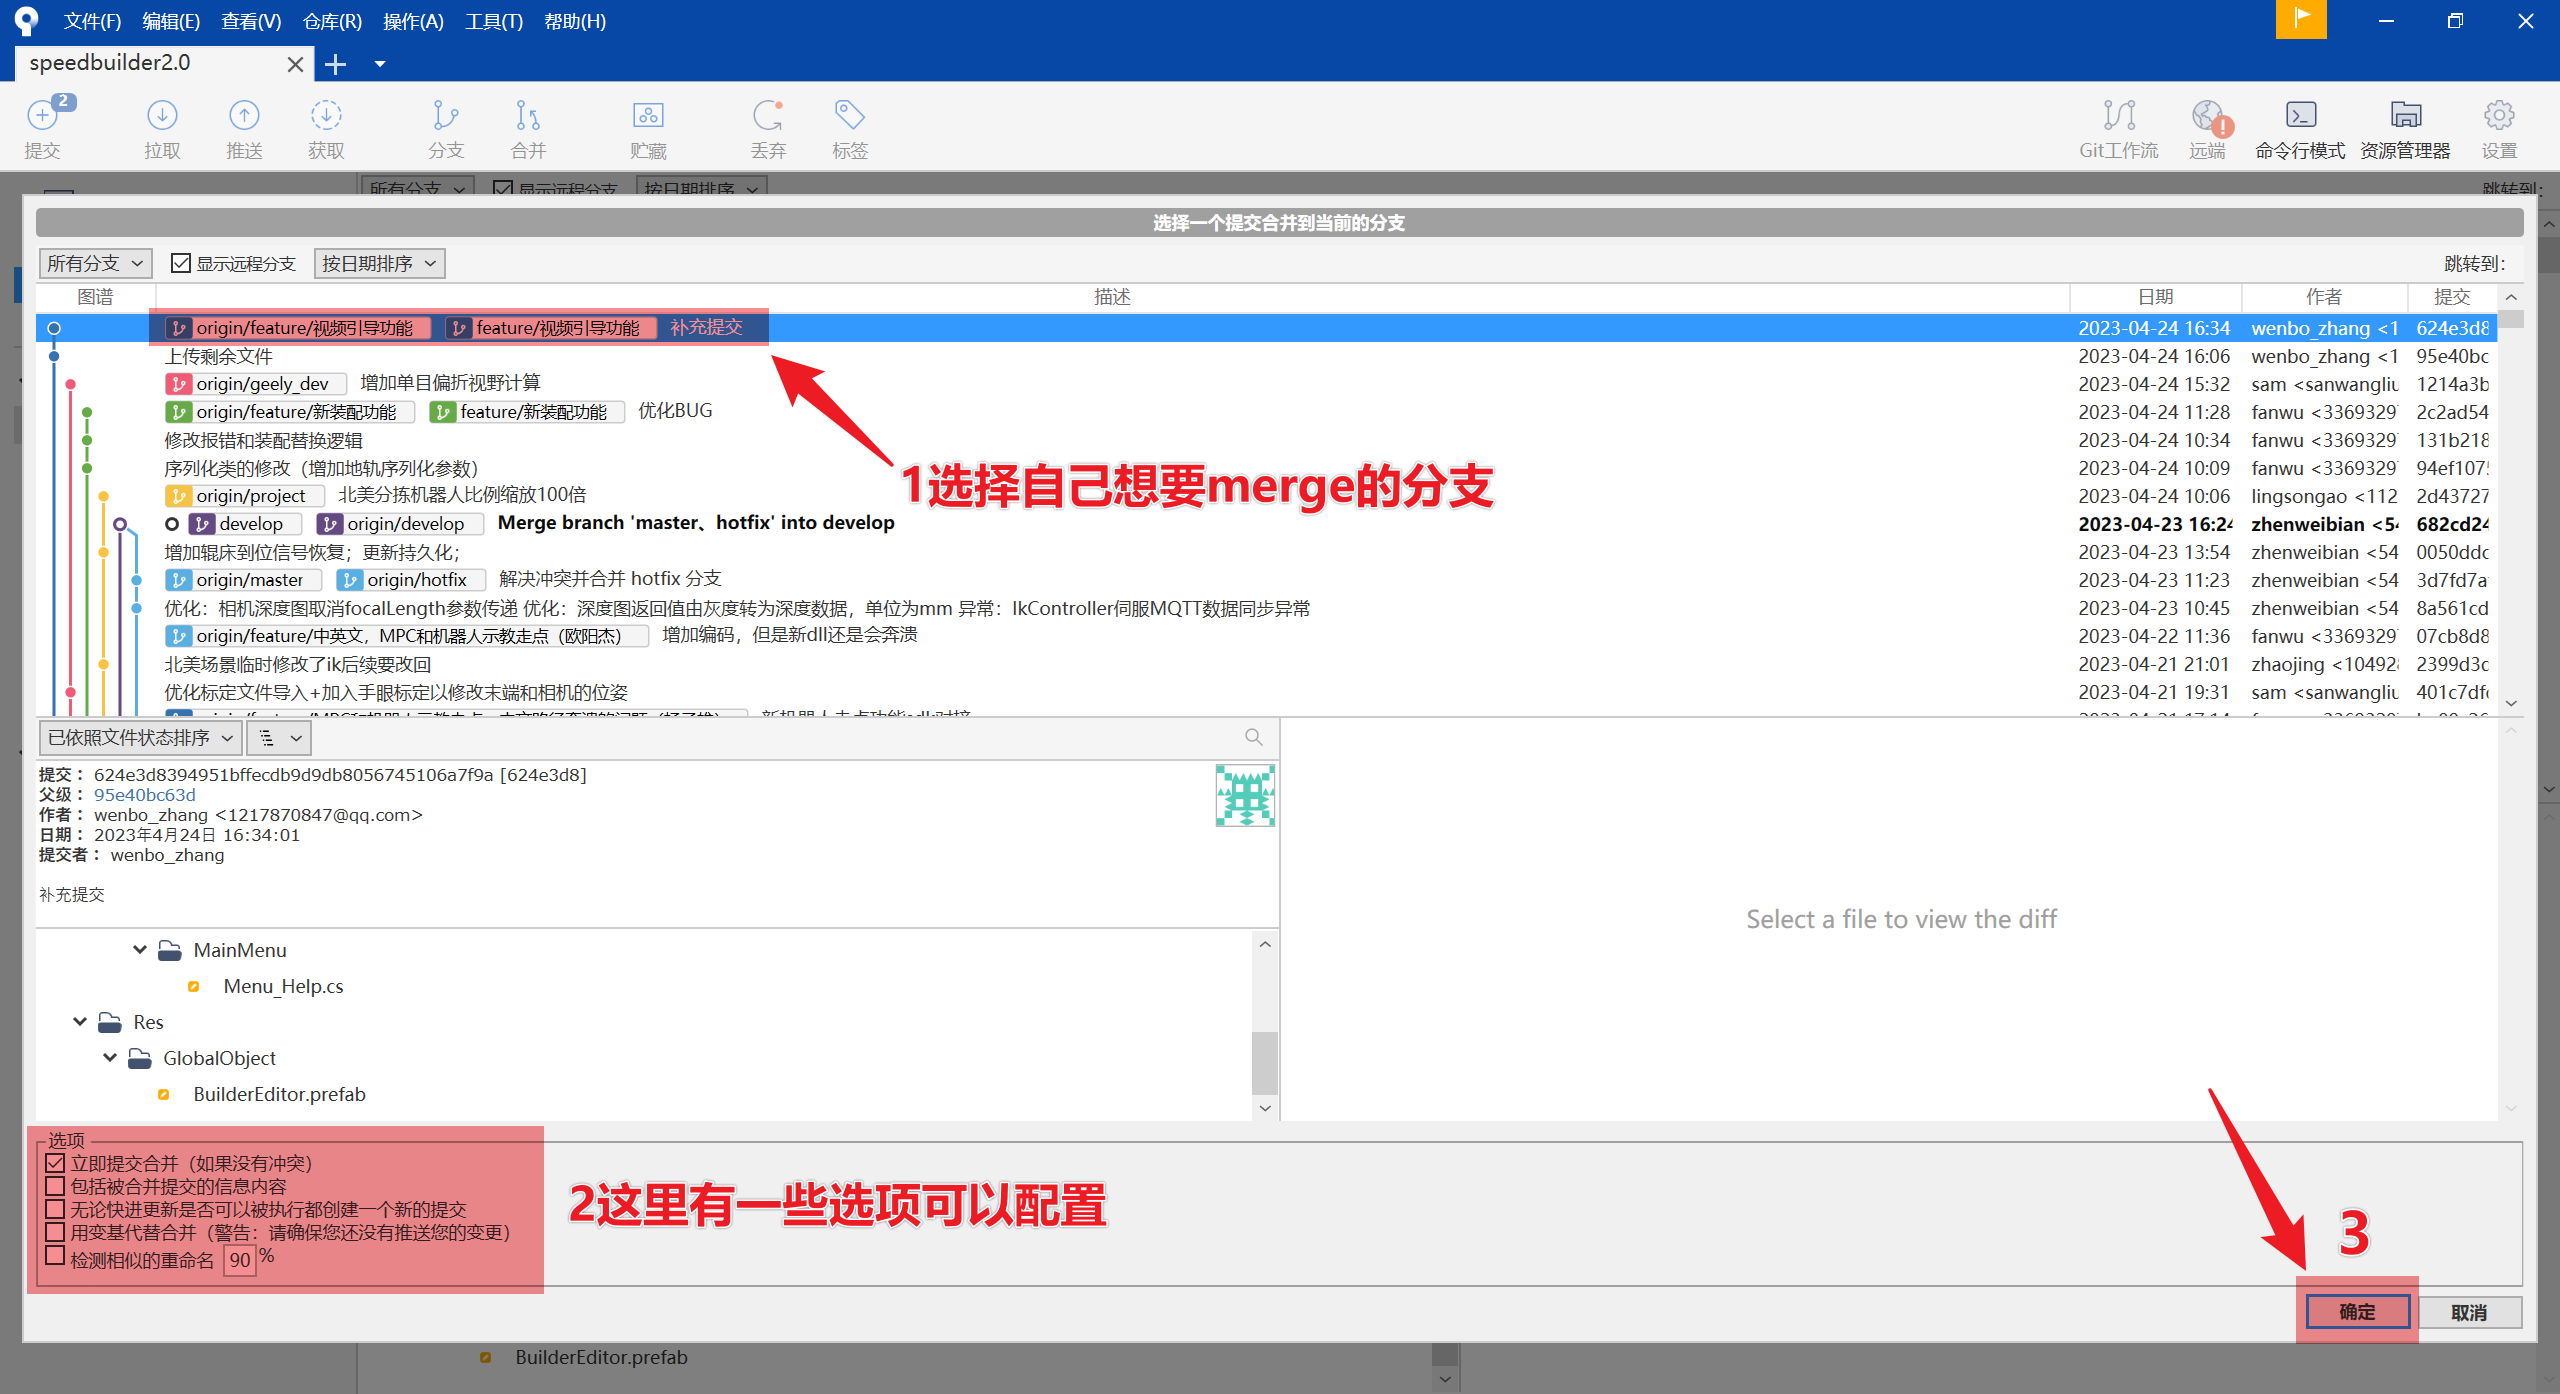 文件(F) 编辑(E) 查看(V) 仓库(R) 操作(A) 工具(T) 帮助(H)
speedbuilder2.0
2
提交 拉取 推送 获取 分支 合并 贮藏 丢弃 标签 Git工作流 远端 命令行模式 资源管理器 设置
所有分支 显示远程分支 按日期排序 跳转到:
选择一个提交合并到当前的分支
所有分支 显示远程分支 按日期排序 跳转到:
图谱 描述 日期 作者 提交
origin/feature/视频引导功能 feature/视频引导功能 补充提交 2023-04-24 16:34 wenbo_zhang <1 624e3d8
上传剩余文件 2023-04-24 16:06 wenbo_zhang <1 95e40bc
origin/geely_dev 增加单目偏折视野计算 2023-04-24 15:32 sam <sanwangliu 1214a3b
origin/feature/新装配功能 feature/新装配功能 优化BUG 2023-04-24 11:28 fanwu <3369329 2c2ad54
修改报错和装配替换逻辑 2023-04-24 10:34 fanwu <3369329 131b218
序列化类的修改（增加地轨序列化参数） 2023-04-24 10:09 fanwu <3369329 94ef107
origin/project 北美分拣机器人比例缩放100倍 2023-04-24 10:06 lingsongao <112 2d43727
develop origin/develop Merge branch 'master、hotfix' into develop 2023-04-23 16:24 zhenweibian <54 682cd24
增加辊床到位信号恢复；更新持久化； 2023-04-23 13:54 zhenweibian <54 0050ddc
origin/master origin/hotfix 解决冲突并合并 hotfix 分支 2023-04-23 11:23 zhenweibian <54 3d7fd7a
优化：相机深度图取消focalLength参数传递 优化：深度图返回值由灰度转为深度数据，单位为mm 异常：IkController伺服MQTT数据同步异常 2023-04-23 10:45 zhenweibian <54 8a561cd
origin/feature/中英文，MPC和机器人示教走点（欧阳杰） 增加编码，但是新dll还是会奔溃 2023-04-22 11:36 fanwu <3369329 07cb8d8
北美场景临时修改了ik后续要改回 2023-04-21 21:01 zhaojing <10492 2399d3c
优化标定文件导入+加入手眼标定以修改末端和相机的位姿 2023-04-21 19:31 sam <sanwangliu 401c7df
1选择自己想要merge的分支
已依照文件状态排序
提交： 624e3d8394951bffecdb9d9db8056745106a7f9a [624e3d8]
父级： 95e40bc63d
作者： wenbo_zhang <1217870847@qq.com>
日期： 2023年4月24日 16:34:01
提交者： wenbo_zhang
补充提交
Select a file to view the diff
MainMenu
Menu_Help.cs
Res
GlobalObject
BuilderEditor.prefab
选项
立即提交合并（如果没有冲突）
包括被合并提交的信息内容
无论快进更新是否可以被执行都创建一个新的提交
用变基代替合并（警告：请确保您还没有推送您的变更）
检测相似的重命名 90 %
2这里有一些选项可以配置
3
确定 取消
BuilderEditor.prefab